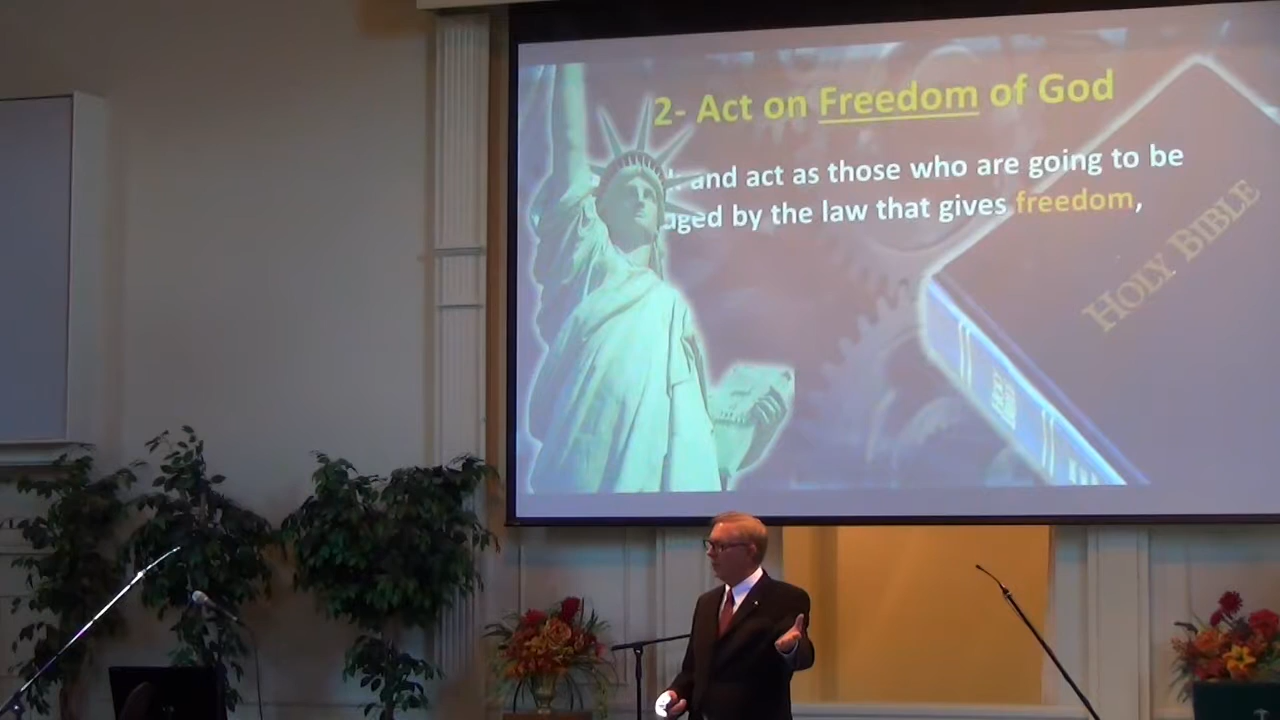 2- Act on Freedom of God
and act as those who are going to be
by the law that gives freedom,
HOLY BIBLE